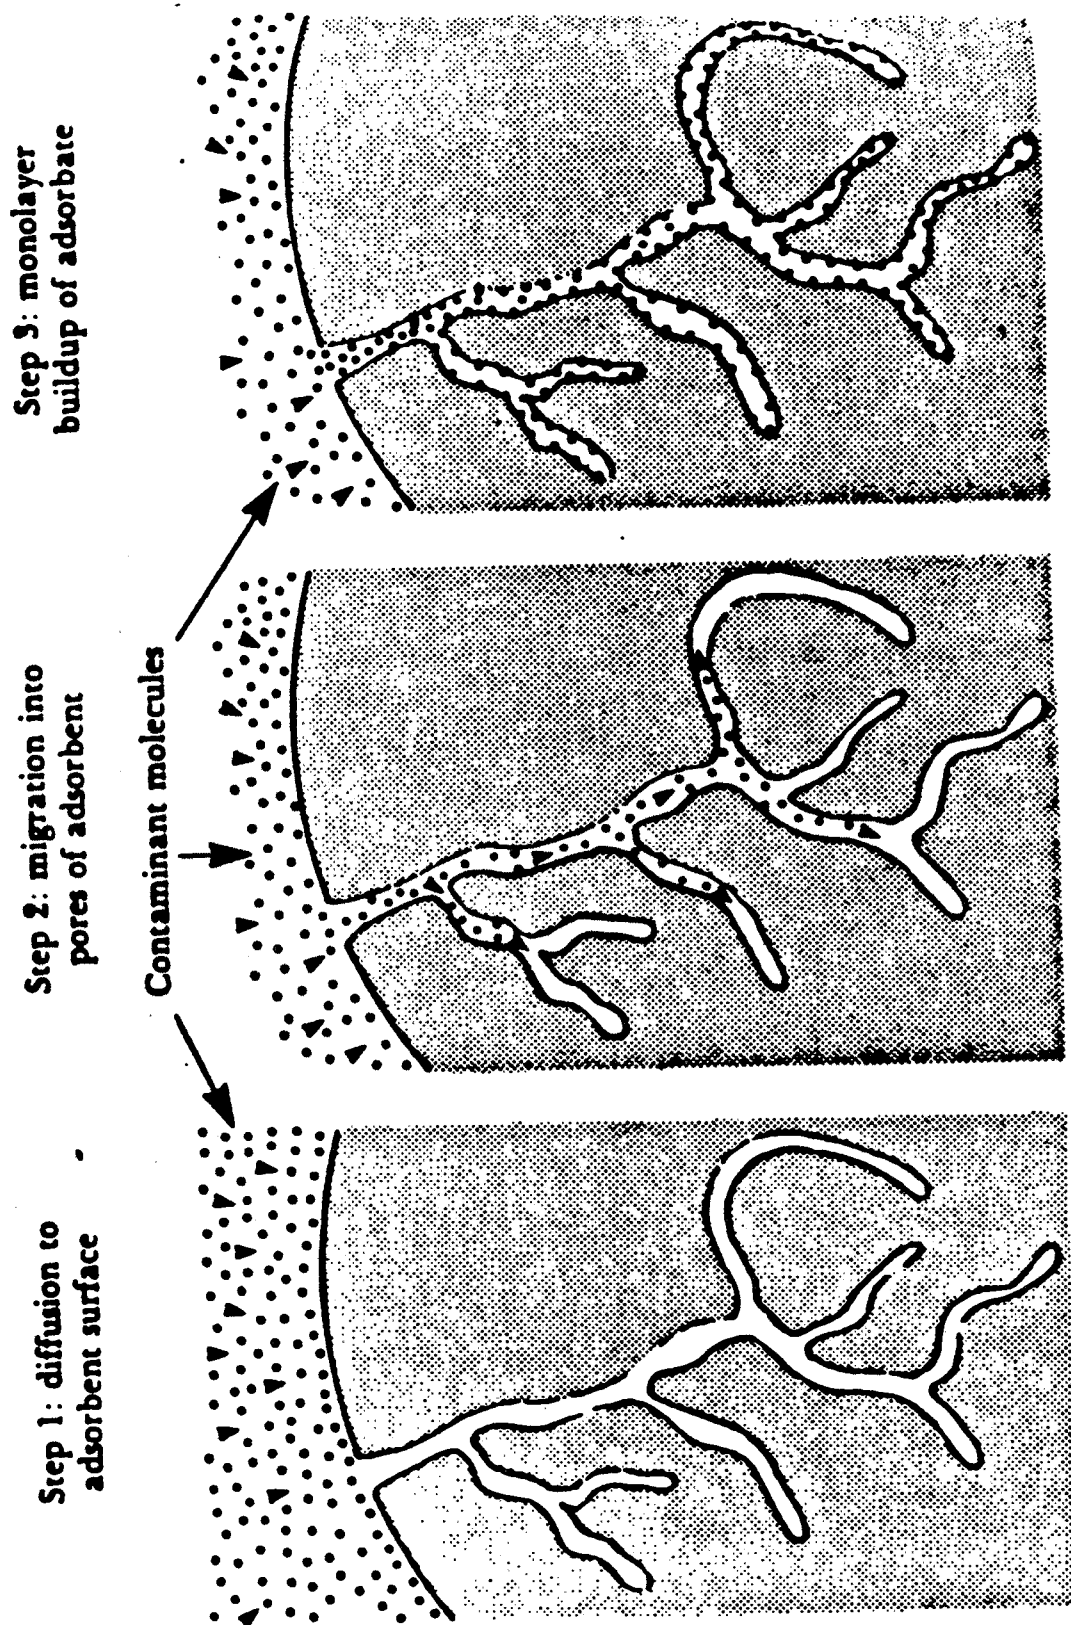 Step 1: diffusion to
adsorbent surface
Step 2: migration into
pores of adsorbent
Step 3: monolayer
buildup of adsorbate
Contaminant molecules